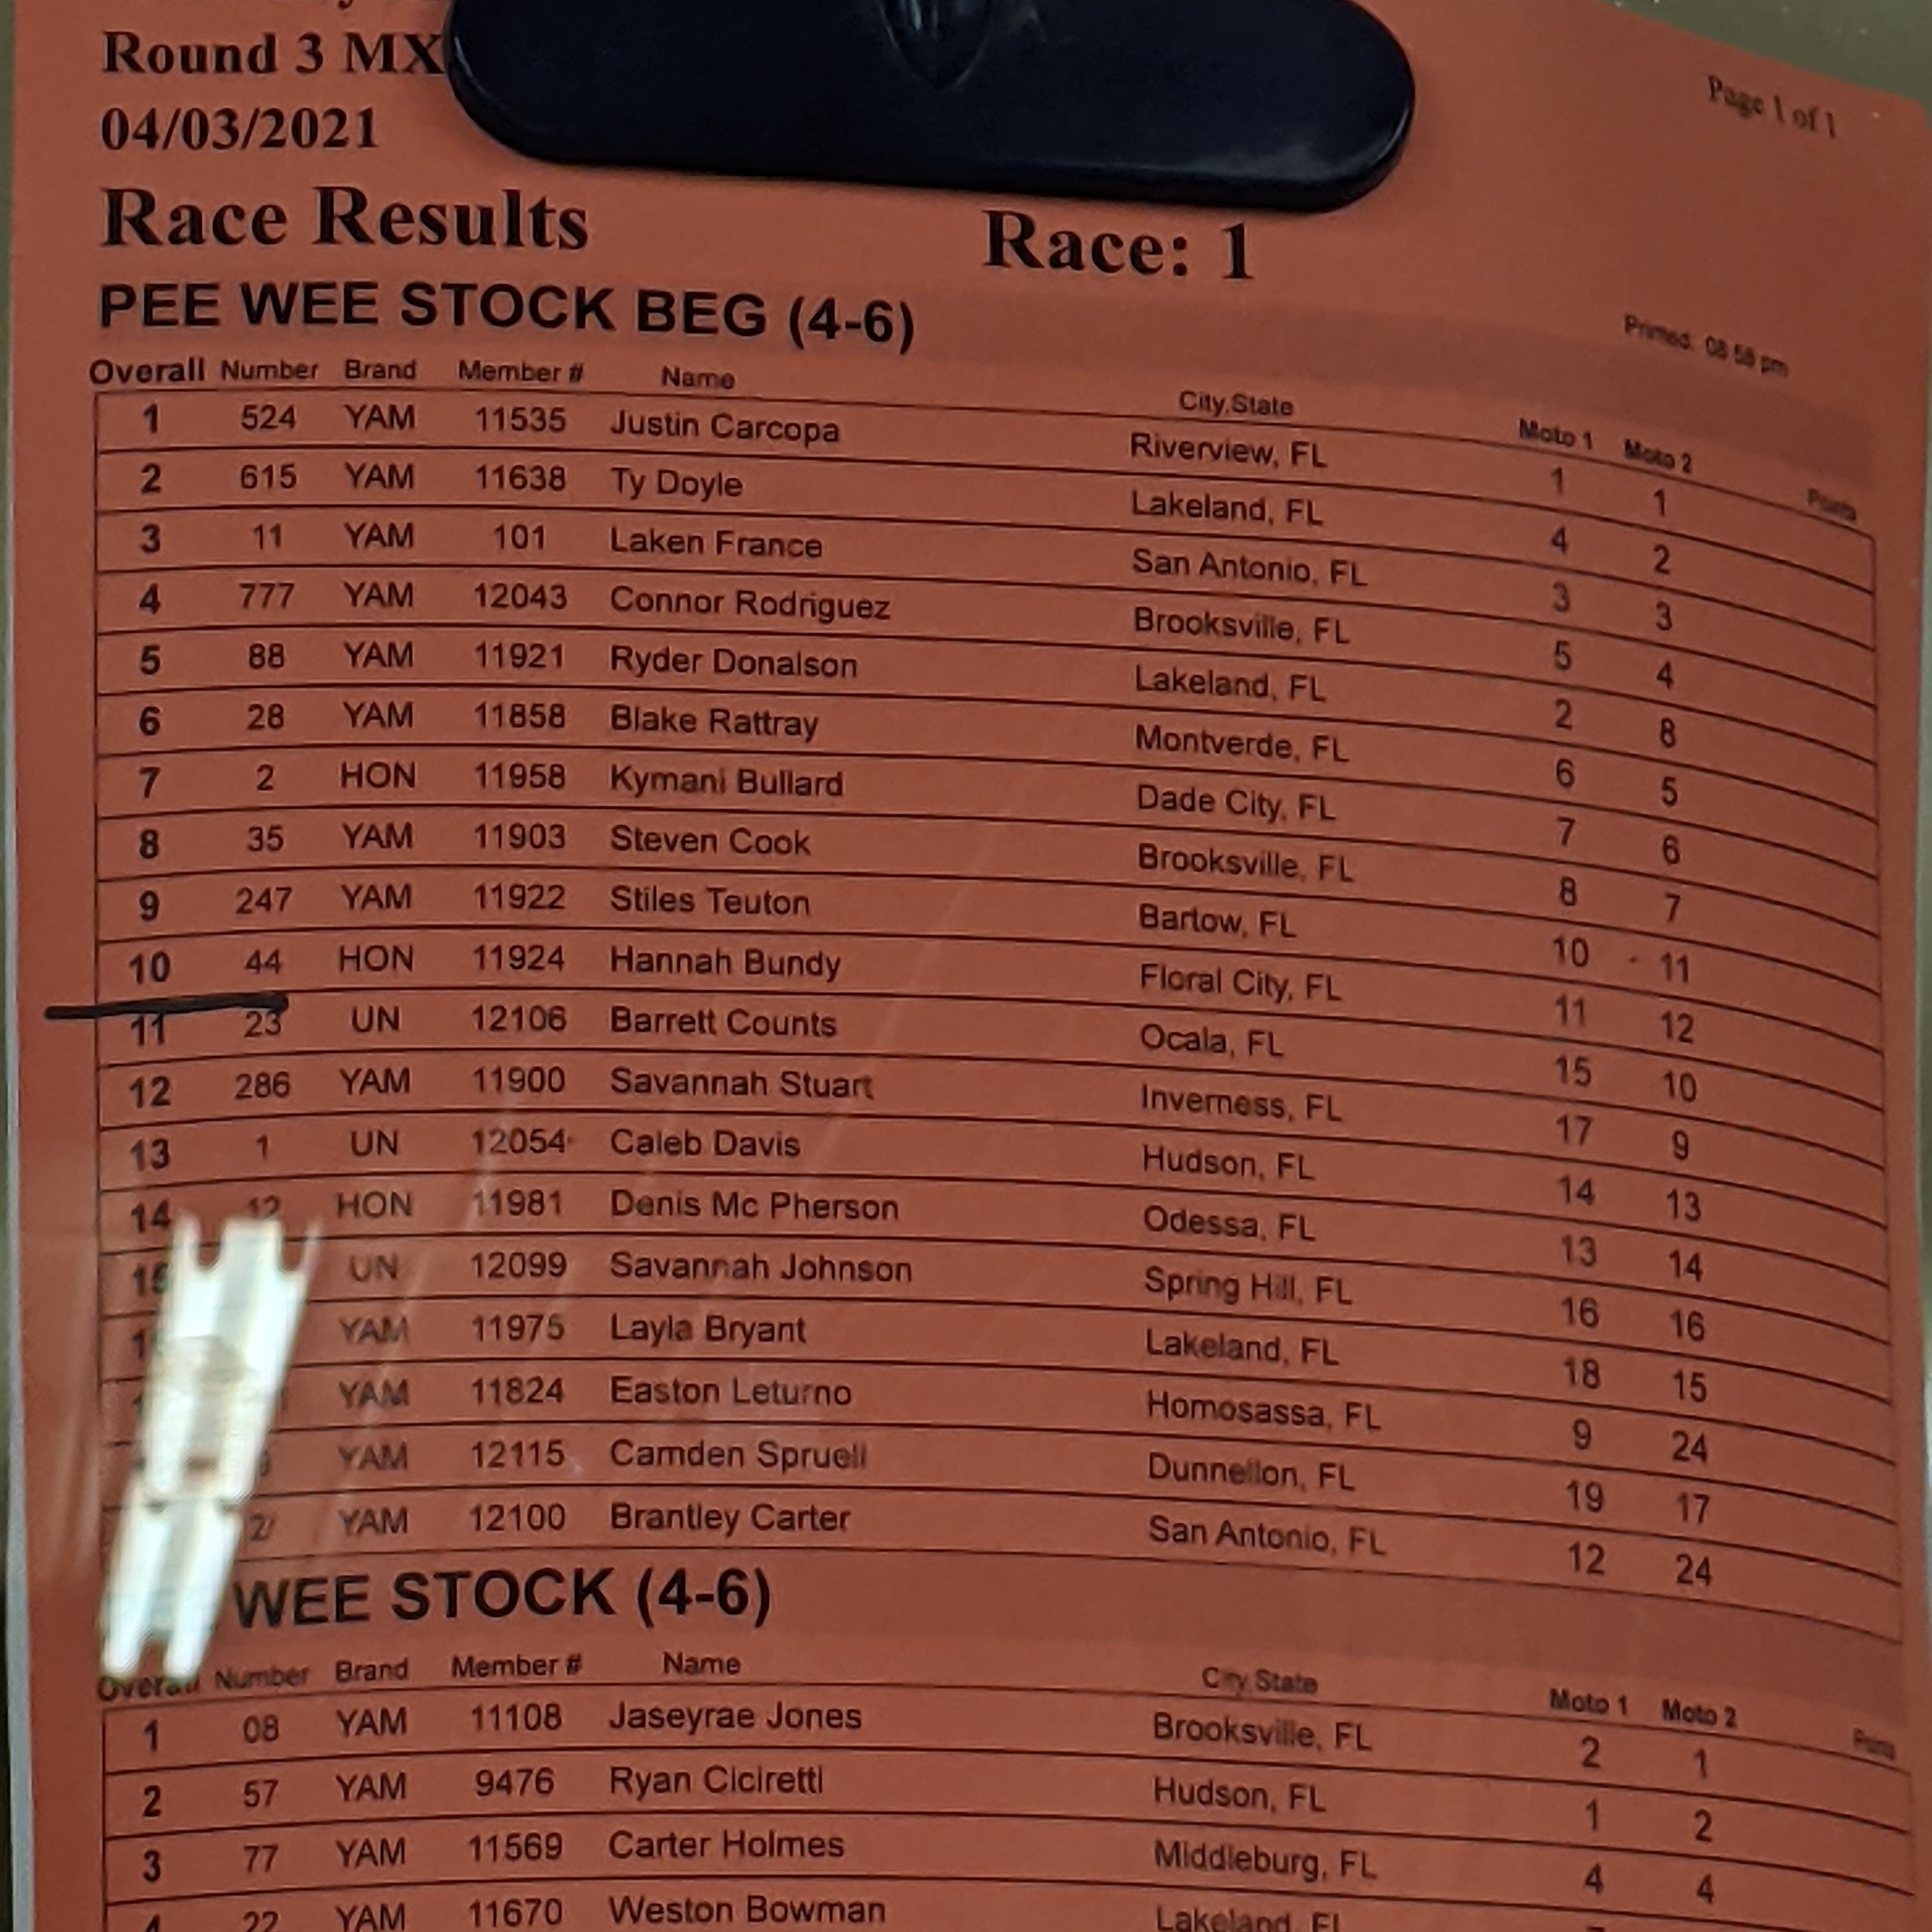 Round 3 MX
04/03/2021
Page 1 of 1
Race Results Race: 1
PEE WEE STOCK BEG (4-6)
Printed: 08:58 pm
Overall Number Brand Member # Name City,State Moto 1 Moto 2 Points
1 524 YAM 11535 Justin Carcopa Riverview, FL 1 1
2 615 YAM 11638 Ty Doyle Lakeland, FL 4 2
3 11 YAM 101 Laken France San Antonio, FL 3 3
4 777 YAM 12043 Connor Rodriguez Brooksville, FL 5 4
5 88 YAM 11921 Ryder Donalson Lakeland, FL 2 8
6 28 YAM 11858 Blake Rattray Montverde, FL 6 5
7 2 HON 11958 Kymani Bullard Dade City, FL 7 6
8 35 YAM 11903 Steven Cook Brooksville, FL 8 7
9 247 YAM 11922 Stiles Teuton Bartow, FL 10 11
10 44 HON 11924 Hannah Bundy Floral City, FL 11 12
11 23 UN 12106 Barrett Counts Ocala, FL 15 10
12 286 YAM 11900 Savannah Stuart Inverness, FL 17 9
13 1 UN 12054 Caleb Davis Hudson, FL 14 13
14 12 HON 11981 Denis Mc Pherson Odessa, FL 13 14
15 UN 12099 Savannah Johnson Spring Hill, FL 16 16
YAM 11975 Layla Bryant Lakeland, FL 18 15
YAM 11824 Easton Leturno Homosassa, FL 9 24
YAM 12115 Camden Spruell Dunnellon, FL 19 17
YAM 12100 Brantley Carter San Antonio, FL 12 24
WEE STOCK (4-6)
Overall Number Brand Member # Name City,State Moto 1 Moto 2 Points
1 08 YAM 11108 Jaseyrae Jones Brooksville, FL 2 1
2 57 YAM 9476 Ryan Ciciretti Hudson, FL 1 2
3 77 YAM 11569 Carter Holmes Middleburg, FL 4 4
4 22 YAM 11670 Weston Bowman Lakeland, FL